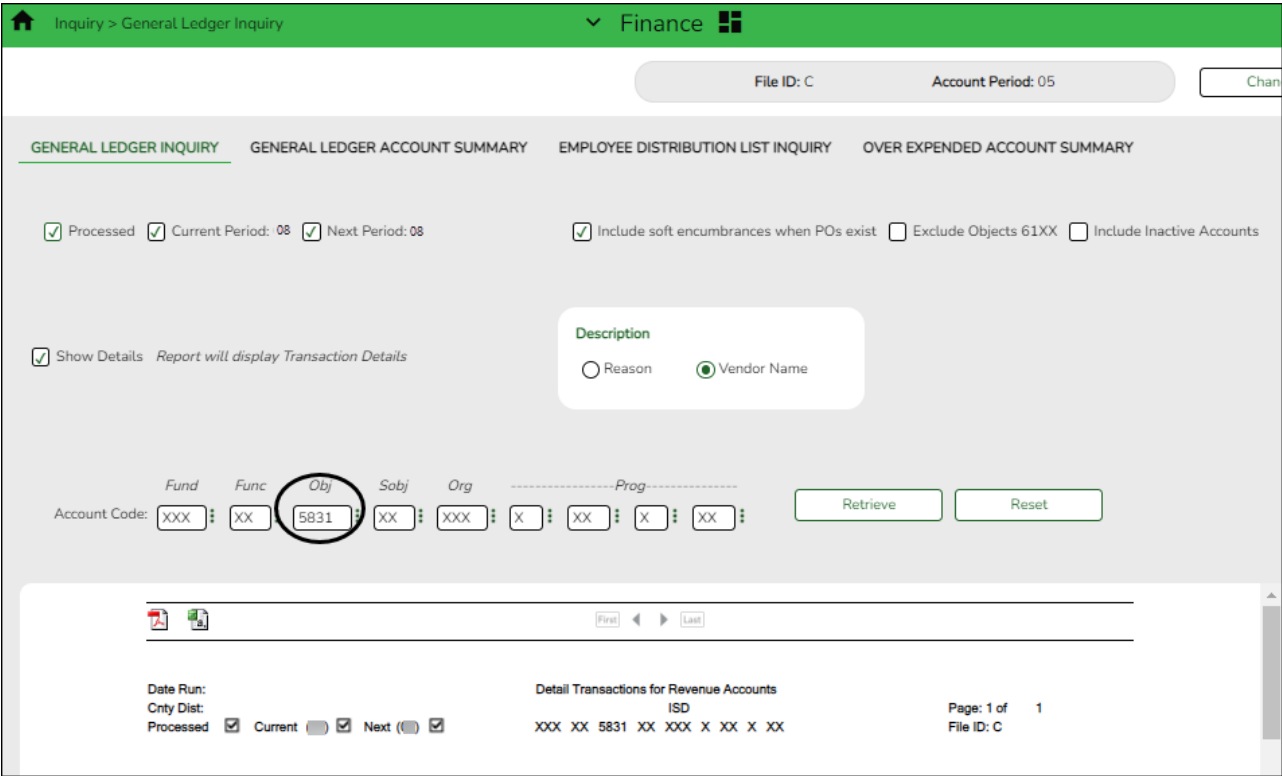 Inquiry > General Ledger Inquiry
Finance
File ID: C
Account Period: 05
Chan
GENERAL LEDGER INQUIRY
GENERAL LEDGER ACCOUNT SUMMARY
EMPLOYEE DISTRIBUTION LIST INQUIRY
OVER EXPENDED ACCOUNT SUMMARY
Processed
Current Period: 08
Next Period: 08
Include soft encumbrances when POs exist
Exclude Objects 61XX
Include Inactive Accounts
Description
Show Details Report will display Transaction Details
Reason
Vendor Name
Fund Func Obj Sobj Org -----------------Prog---------------
Account Code: XXX XX 5831 XX XXX X XX X XX
Retrieve
Reset
First
Last
Date Run:
Detail Transactions for Revenue Accounts
Cnty Dist:
ISD
Page: 1 of 1
Processed Current ( ) Next ( )
XXX XX 5831 XX XXX X XX X XX
File ID: C